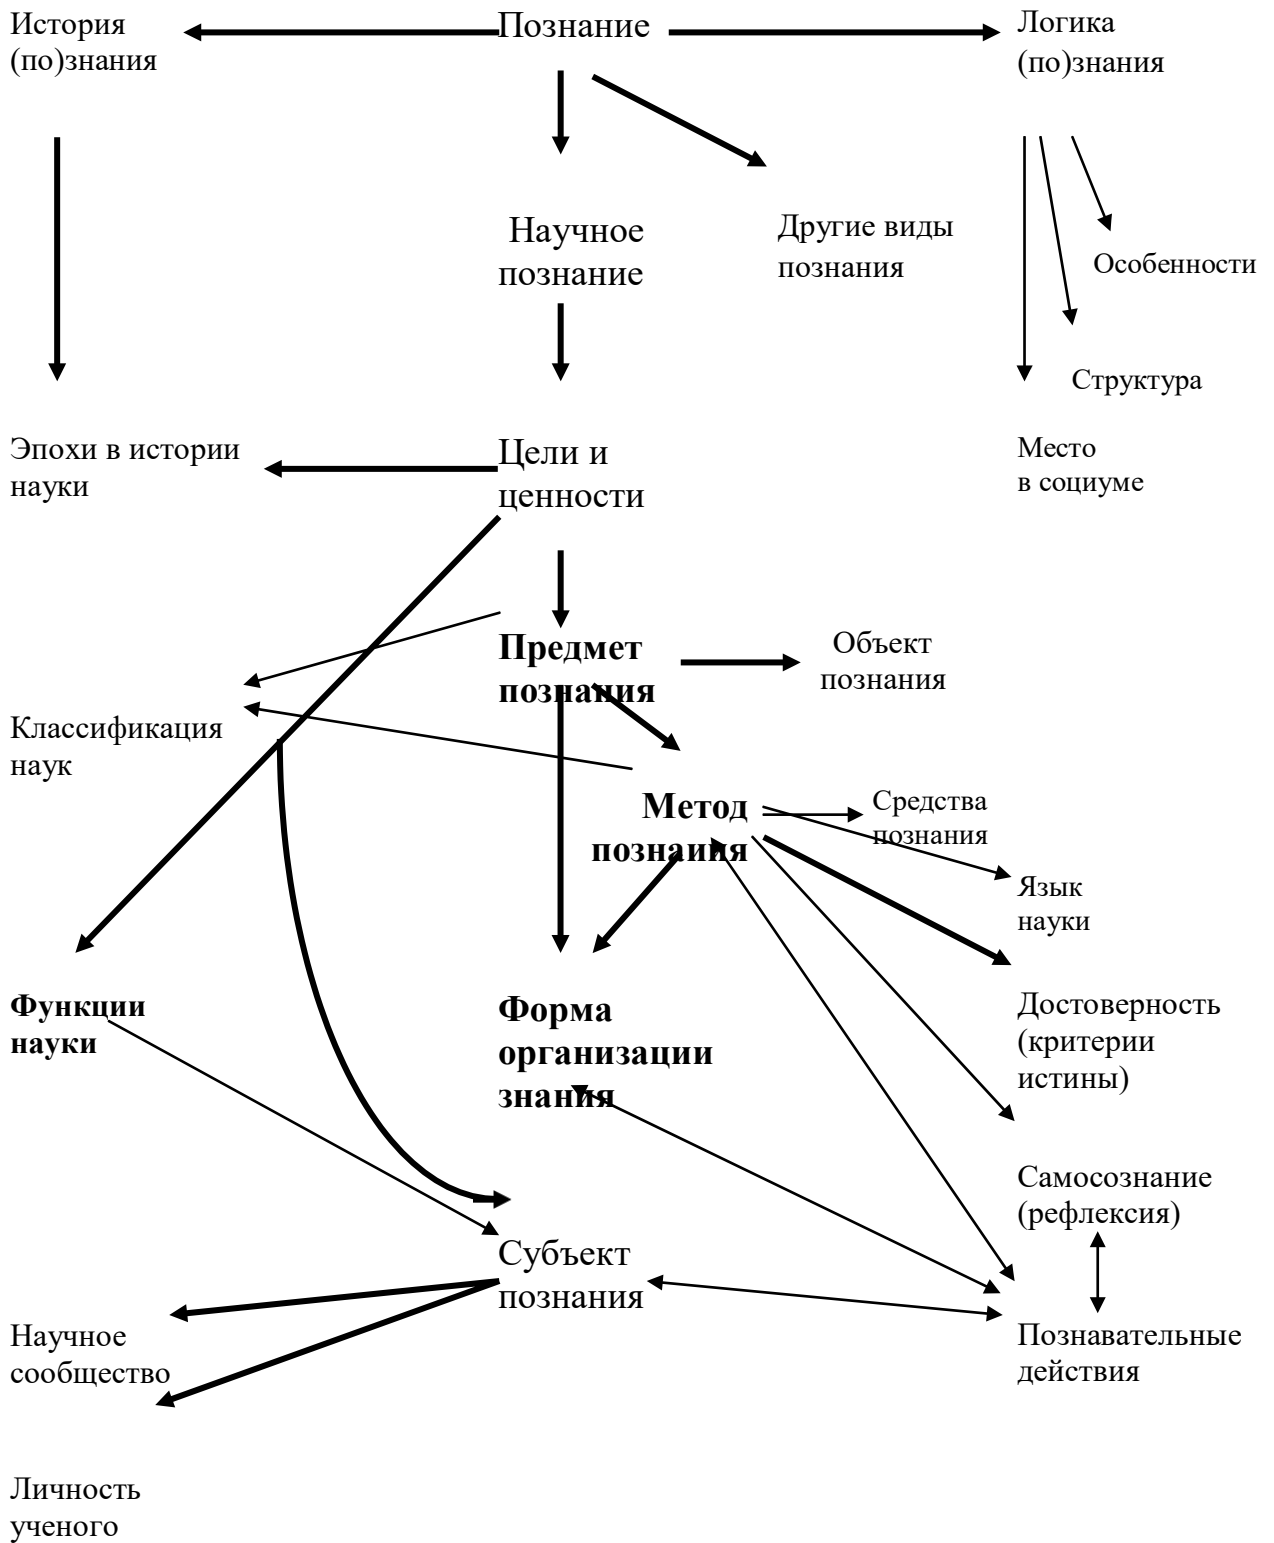 История
(по)знания
Познание
Логика
(по)знания
Научное
познание
Другие виды
познания
Особенности
Структура
Эпохи в истории
науки
Цели и
ценности
Место
в социуме
Предмет
познания
Объект
познания
Классификация
наук
Метод
познания
Средства
познания
Язык
науки
Функции
науки
Форма
организации
знания
Достоверность
(критерии
истины)
Самосознание
(рефлексия)
Субъект
познания
Научное
сообщество
Познавательные
действия
Личность
ученого